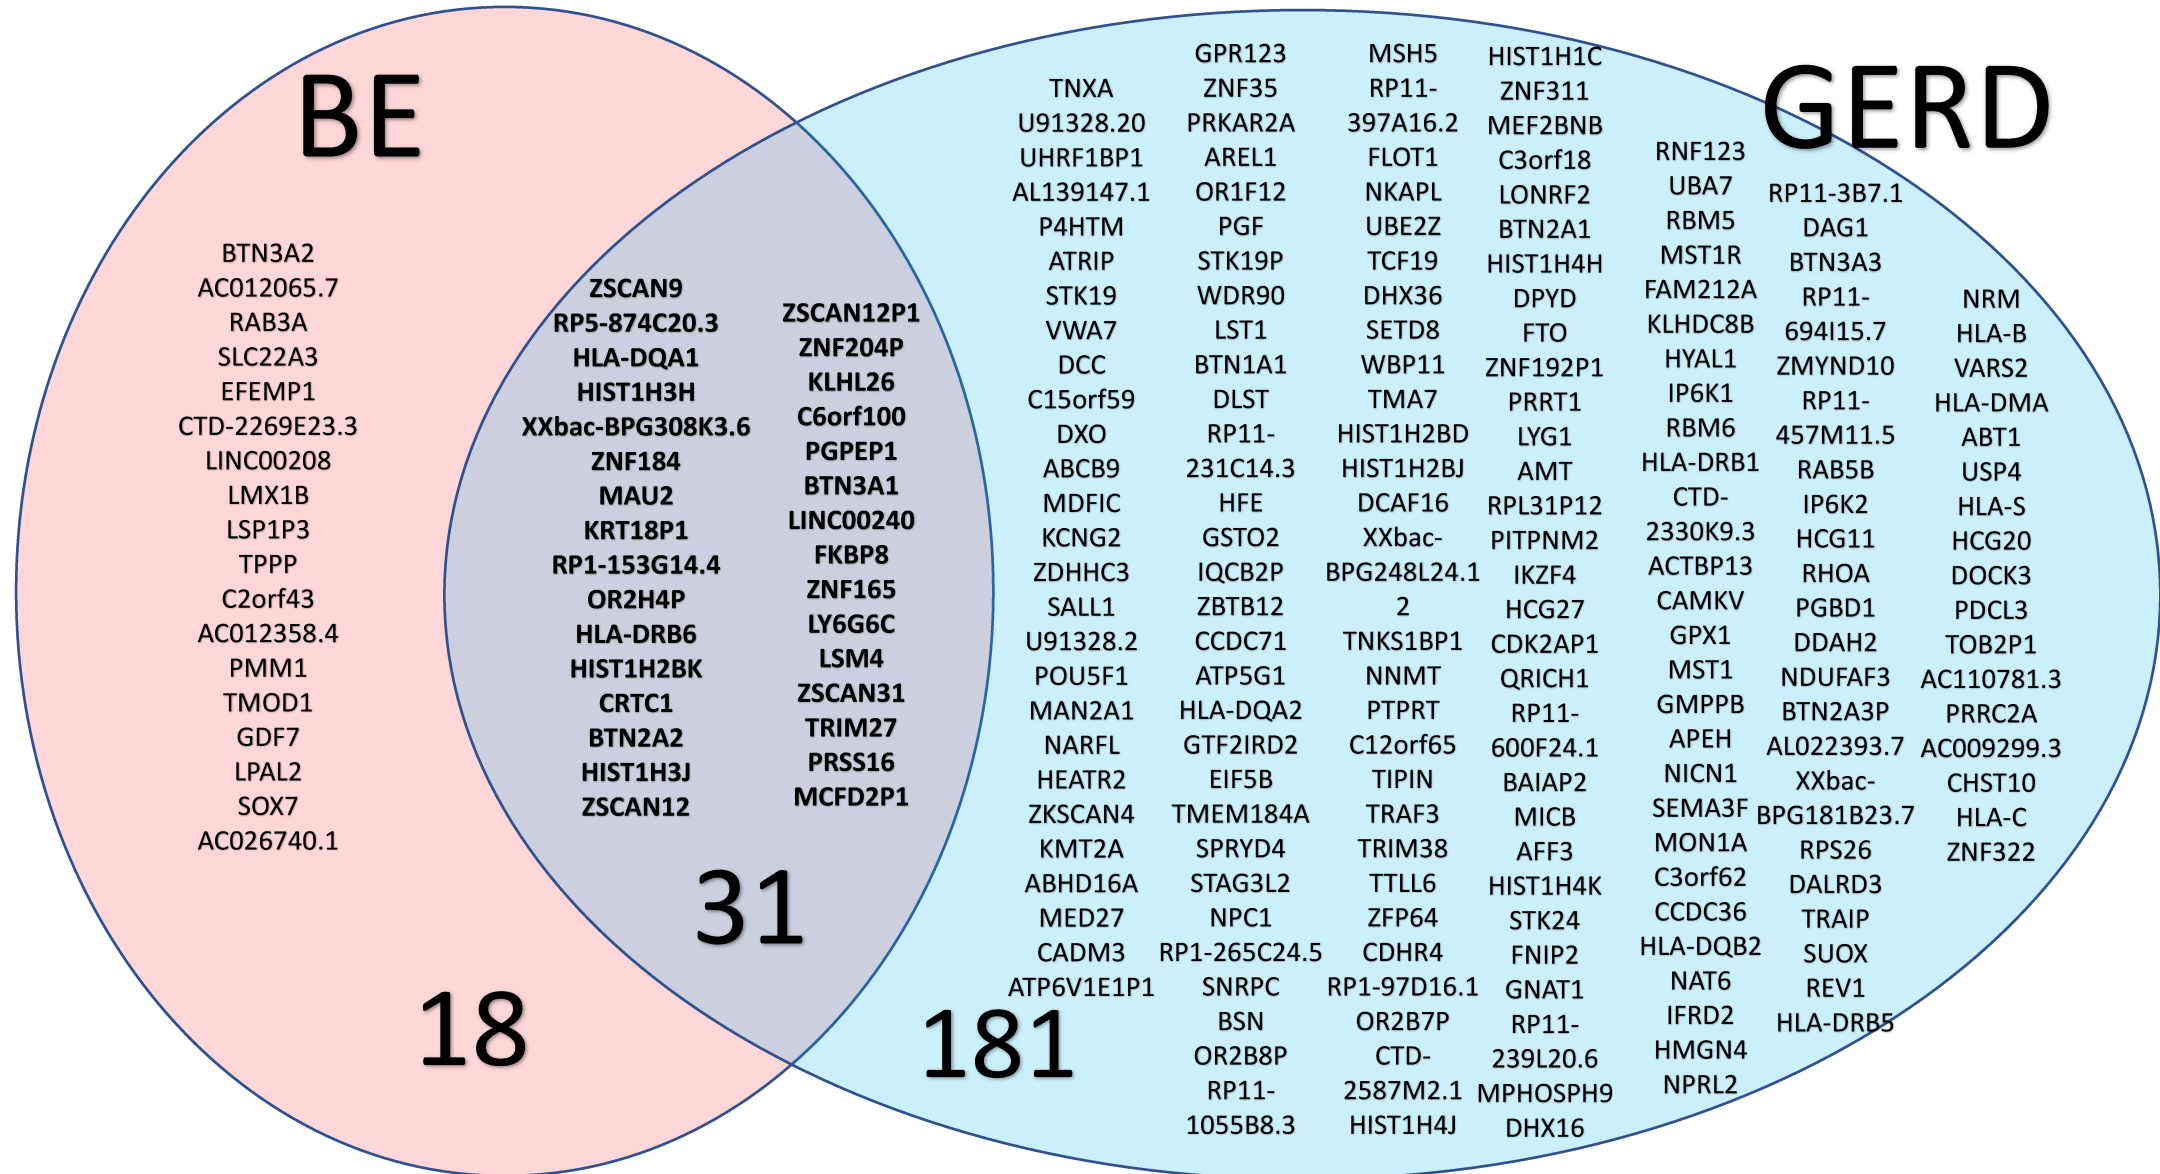 BE
BTN3A2
AC012065.7
RAB3A
SLC22A3
EFEMP1
CTD-2269E23.3
LINC00208
LMX1B
LSP1P3
TPPP
C2orf43
AC012358.4
PMM1
TMOD1
GDF7
LPAL2
SOX7
AC026740.1
18
ZSCAN9
RP5-874C20.3
HLA-DQA1
HIST1H3H
XXbac-BPG308K3.6
ZNF184
MAU2
KRT18P1
RP1-153G14.4
OR2H4P
HLA-DRB6
HIST1H2BK
CRTC1
BTN2A2
HIST1H3J
ZSCAN12
ZSCAN12P1
ZNF204P
KLHL26
C6orf100
PGPEP1
BTN3A1
LINC00240
FKBP8
ZNF165
LY6G6C
LSM4
ZSCAN31
TRIM27
PRSS16
MCFD2P1
31
GERD
TNXA
U91328.20
UHRF1BP1
AL139147.1
P4HTM
ATRIP
STK19
VWA7
DCC
C15orf59
DXO
ABCB9
MDFIC
KCNG2
ZDHHC3
SALL1
U91328.2
POU5F1
MAN2A1
NARFL
HEATR2
ZKSCAN4
KMT2A
ABHD16A
MED27
CADM3
ATP6V1E1P1
GPR123
ZNF35
PRKAR2A
AREL1
OR1F12
PGF
STK19P
WDR90
LST1
BTN1A1
DLST
RP11-
231C14.3
HFE
GSTO2
IQCB2P
ZBTB12
CCDC71
ATP5G1
HLA-DQA2
GTF2IRD2
EIF5B
TMEM184A
SPRYD4
STAG3L2
NPC1
RP1-265C24.5
SNRPC
BSN
OR2B8P
RP11-
1055B8.3
MSH5
RP11-
397A16.2
FLOT1
NKAPL
UBE2Z
TCF19
DHX36
SETD8
WBP11
TMA7
HIST1H2BD
HIST1H2BJ
DCAF16
XXbac-
BPG248L24.1
2
TNKS1BP1
NNMT
PTPRT
C12orf65
TIPIN
TRAF3
TRIM38
TTLL6
ZFP64
CDHR4
RP1-97D16.1
OR2B7P
CTD-
2587M2.1
HIST1H4J
HIST1H1C
ZNF311
MEF2BNB
C3orf18
LONRF2
BTN2A1
HIST1H4H
DPYD
FTO
ZNF192P1
PRRT1
LYG1
AMT
RPL31P12
PITPNM2
IKZF4
HCG27
CDK2AP1
QRICH1
RP11-
600F24.1
BAIAP2
MICB
AFF3
HIST1H4K
STK24
FNIP2
GNAT1
RP11-
239L20.6
MPHOSPH9
DHX16
RNF123
UBA7
RBM5
MST1R
FAM212A
KLHDC8B
HYAL1
IP6K1
RBM6
HLA-DRB1
CTD-
2330K9.3
ACTBP13
CAMKV
GPX1
MST1
GMPPB
APEH
NICN1
SEMA3F
MON1A
C3orf62
CCDC36
HLA-DQB2
NAT6
IFRD2
HMGN4
NPRL2
RP11-3B7.1
DAG1
BTN3A3
RP11-
694I15.7
ZMYND10
RP11-
457M11.5
RAB5B
IP6K2
HCG11
RHOA
PGBD1
DDAH2
NDUFAF3
BTN2A3P
AL022393.7
XXbac-
BPG181B23.7
RPS26
DALRD3
TRAIP
SUOX
REV1
HLA-DRB5
NRM
HLA-B
VARS2
HLA-DMA
ABT1
USP4
HLA-S
HCG20
DOCK3
PDCL3
TOB2P1
AC110781.3
PRRC2A
AC009299.3
CHST10
HLA-C
ZNF322
181